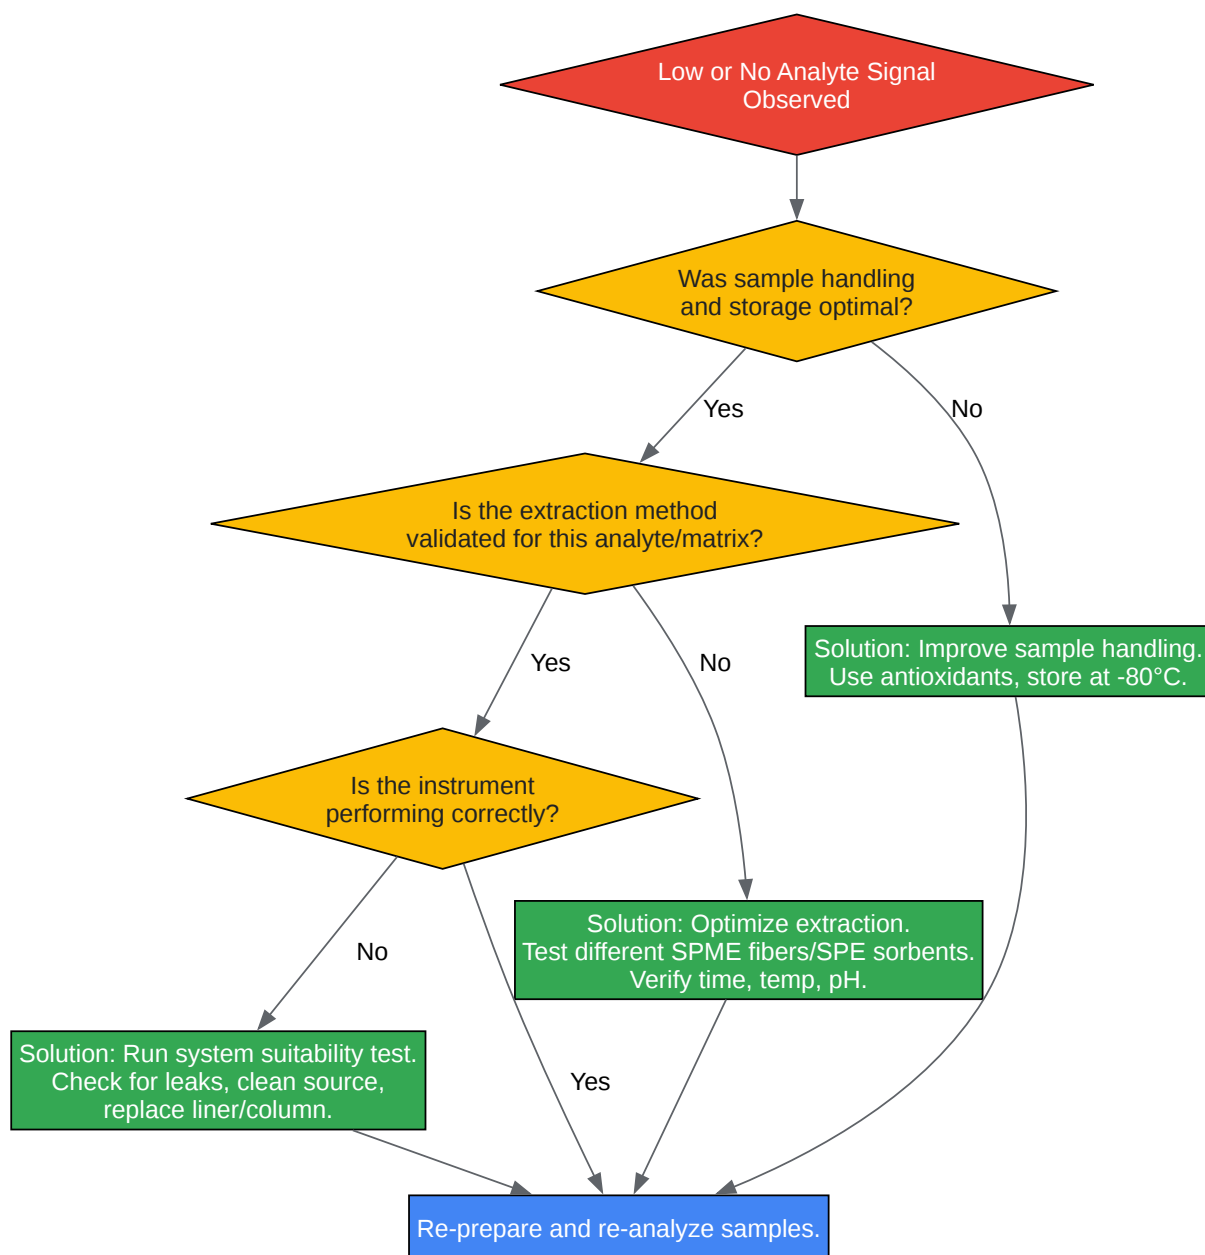 Low or No Analyte Signal
Observed
Was sample handling
and storage optimal?
Yes
No
Is the extraction method
validated for this analyte/matrix?
Yes
No
Solution: Improve sample handling.
Use antioxidants, store at -80°C.
Is the instrument
performing correctly?
No
Yes
Solution: Optimize extraction.
Test different SPME fibers/SPE sorbents.
Verify time, temp, pH.
Solution: Run system suitability test.
Check for leaks, clean source,
replace liner/column.
Re-prepare and re-analyze samples.